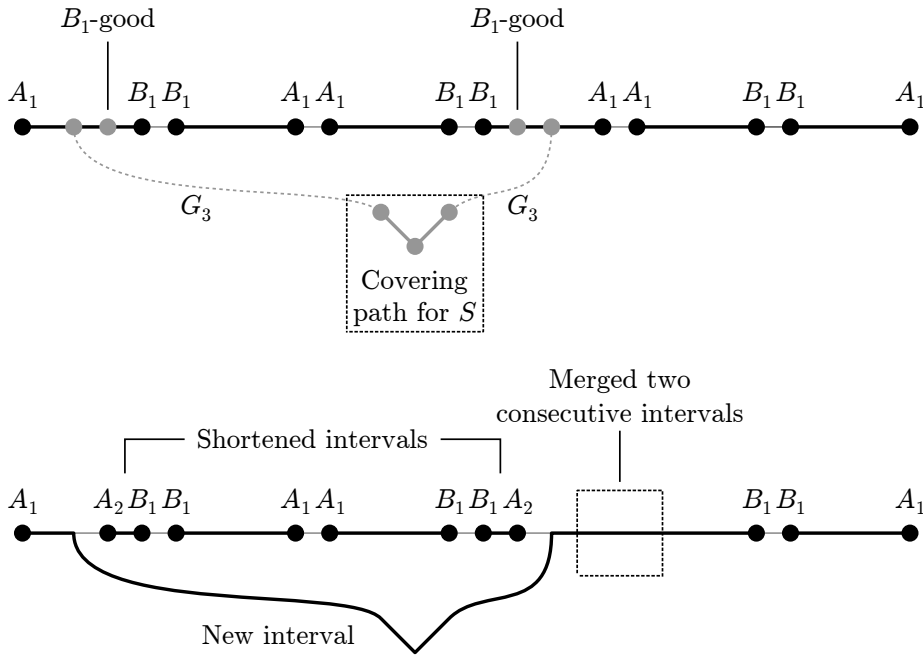 B₁-good B₁-good
A₁ B₁ B₁ A₁ A₁ B₁ B₁ A₁ A₁ B₁ B₁ A₁
G₃ G₃
Covering
path for S
Merged two
consecutive intervals
Shortened intervals
A₁ A₂ B₁ B₁ A₁ A₁ B₁ B₁ A₂ B₁ B₁ A₁
New interval